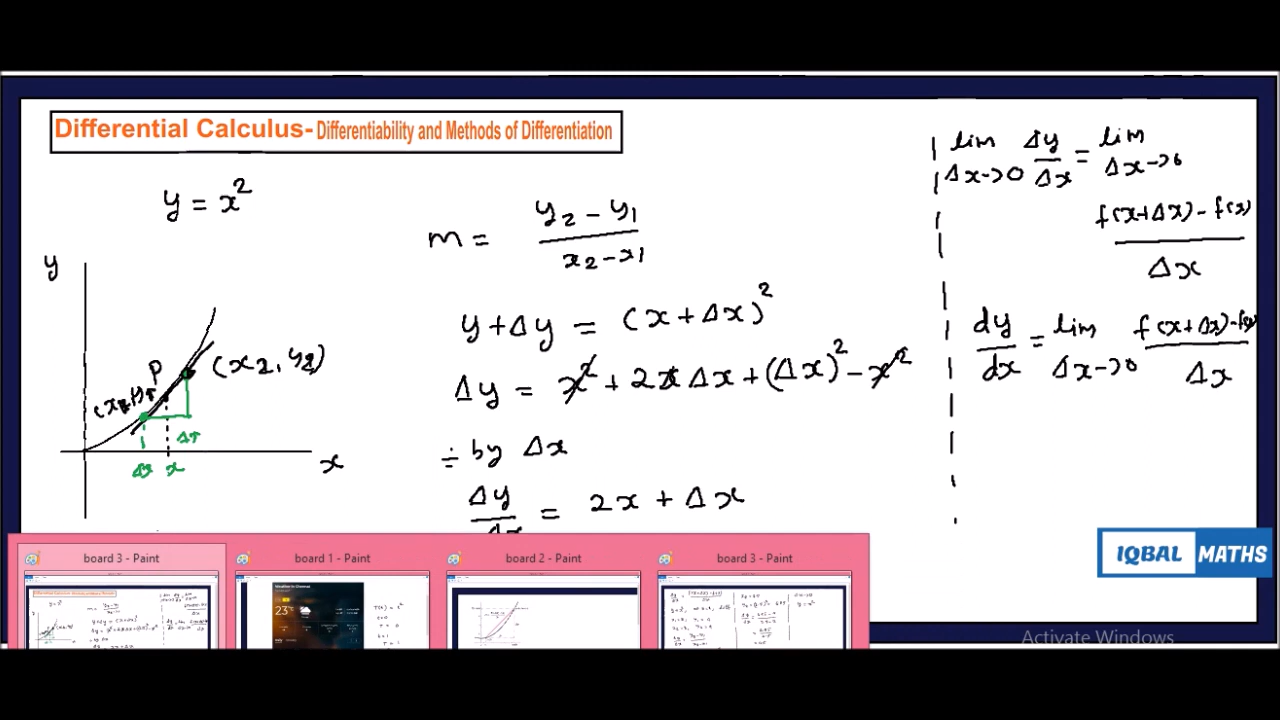 Differential Calculus- Differentiability and Methods of Differentiation
y = x²
y
P
(x2, y2)
Δx
x
x
m = y2 - y1 / x2 - x1
y + Δy = (x + Δx)²
Δy = x² + 2xΔx + (Δx)² - x²
÷ by Δx
Δy/Δx = 2x + Δx
lim Δx->0 Δy/Δx = lim Δx->0
f(x+Δx) - f(x)
Δx
dy/dx = lim Δx->0 f(x+Δx) - f(x) / Δx
IQBAL MATHS
board 3 - Paint
board 1 - Paint
board 2 - Paint
board 3 - Paint
23°
Activate Windows